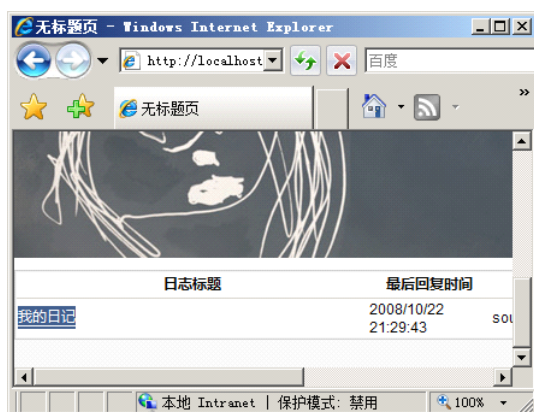 无标题页 - Windows Internet Explorer
http://localhost
百度
无标题页
日志标题 最后回复时间
我的日记 2008/10/22
21:29:43 sou
本地 Intranet | 保护模式: 禁用 100%